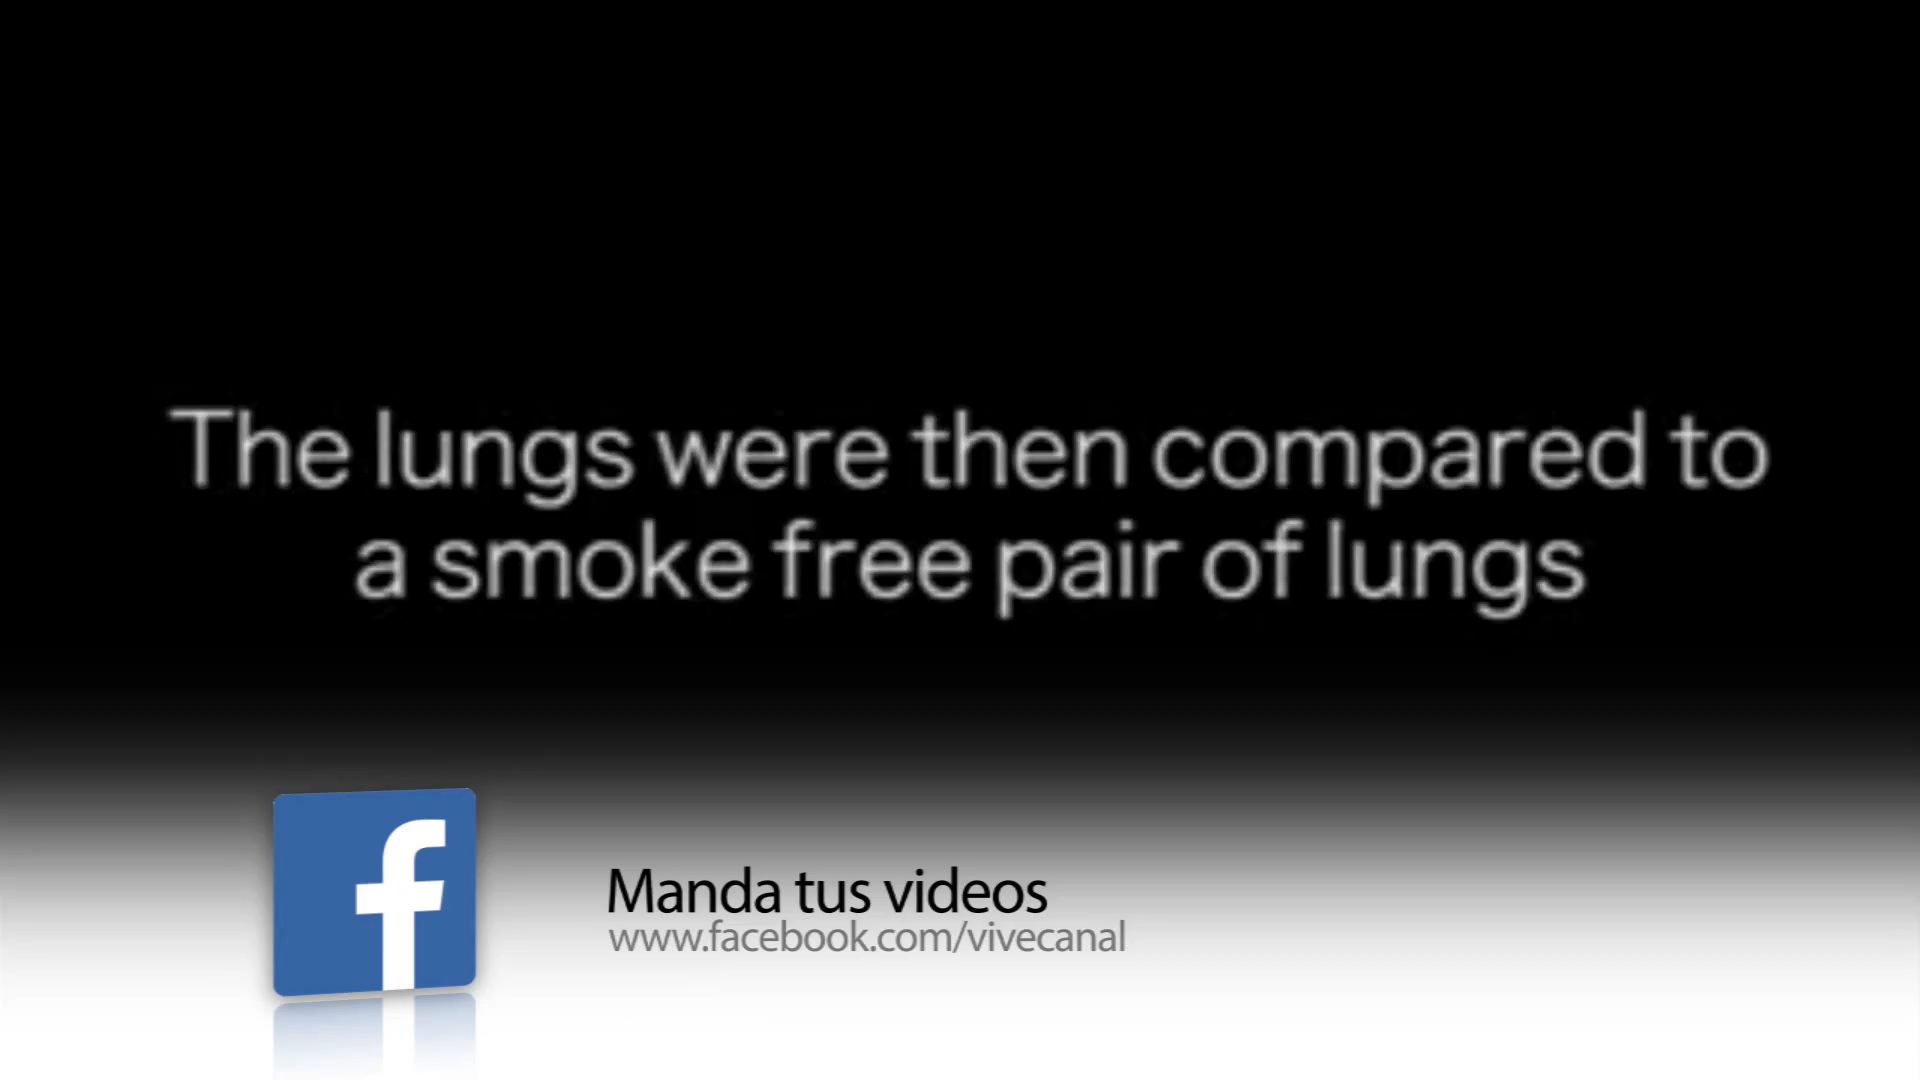 The lungs were then compared to
a smoke free pair of lungs
f
Manda tus videos
www.facebook.com/vivecanal